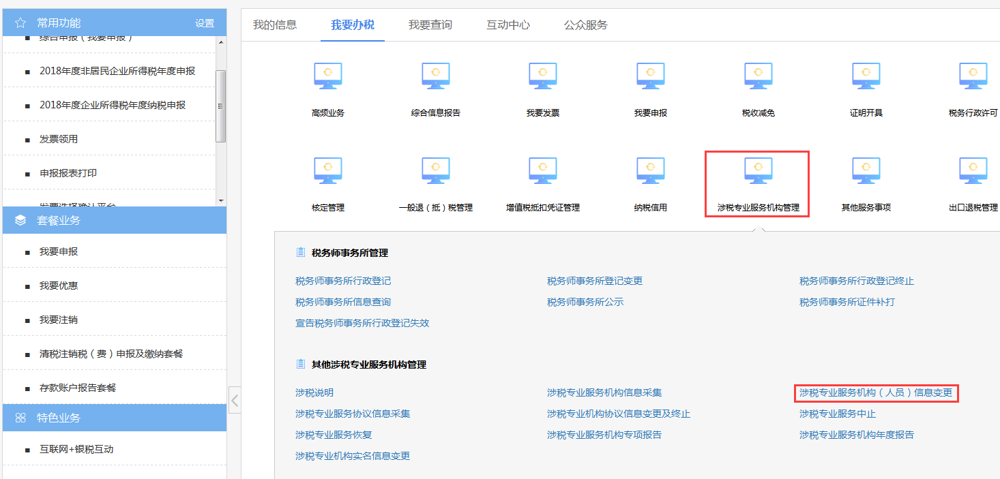 常用功能 设置
综合申报（我要申报）
2018年度非居民企业所得税年度申报
2018年度企业所得税年度纳税申报
发票领用
申报报表打印
发票选择确认平台
套餐业务
我要申报
我要优惠
我要注销
清税注销税（费）申报及缴纳套餐
存款账户报告套餐
特色业务
互联网+银税互动
我的信息 我要办税 我要查询 互动中心 公众服务
高频业务 综合信息报告 我要发票 我要申报 税收减免 证明开具 税务行政许可
核定管理 一般退（抵）税管理 增值税抵扣凭证管理 纳税信用 涉税专业服务机构管理 其他服务事项 出口退税管理
税务师事务所管理
税务师事务所行政登记 税务师事务所登记变更 税务师事务所行政登记终止
税务师事务所信息查询 税务师事务所公示 税务师事务所证件补打
宣告税务师事务所行政登记失效
其他涉税专业服务机构管理
涉税说明 涉税专业服务机构信息采集 涉税专业服务机构（人员）信息变更
涉税专业服务协议信息采集 涉税专业机构协议信息变更及终止 涉税专业服务中止
涉税专业服务恢复 涉税专业服务机构专项报告 涉税专业服务机构年度报告
涉税专业机构实名信息变更